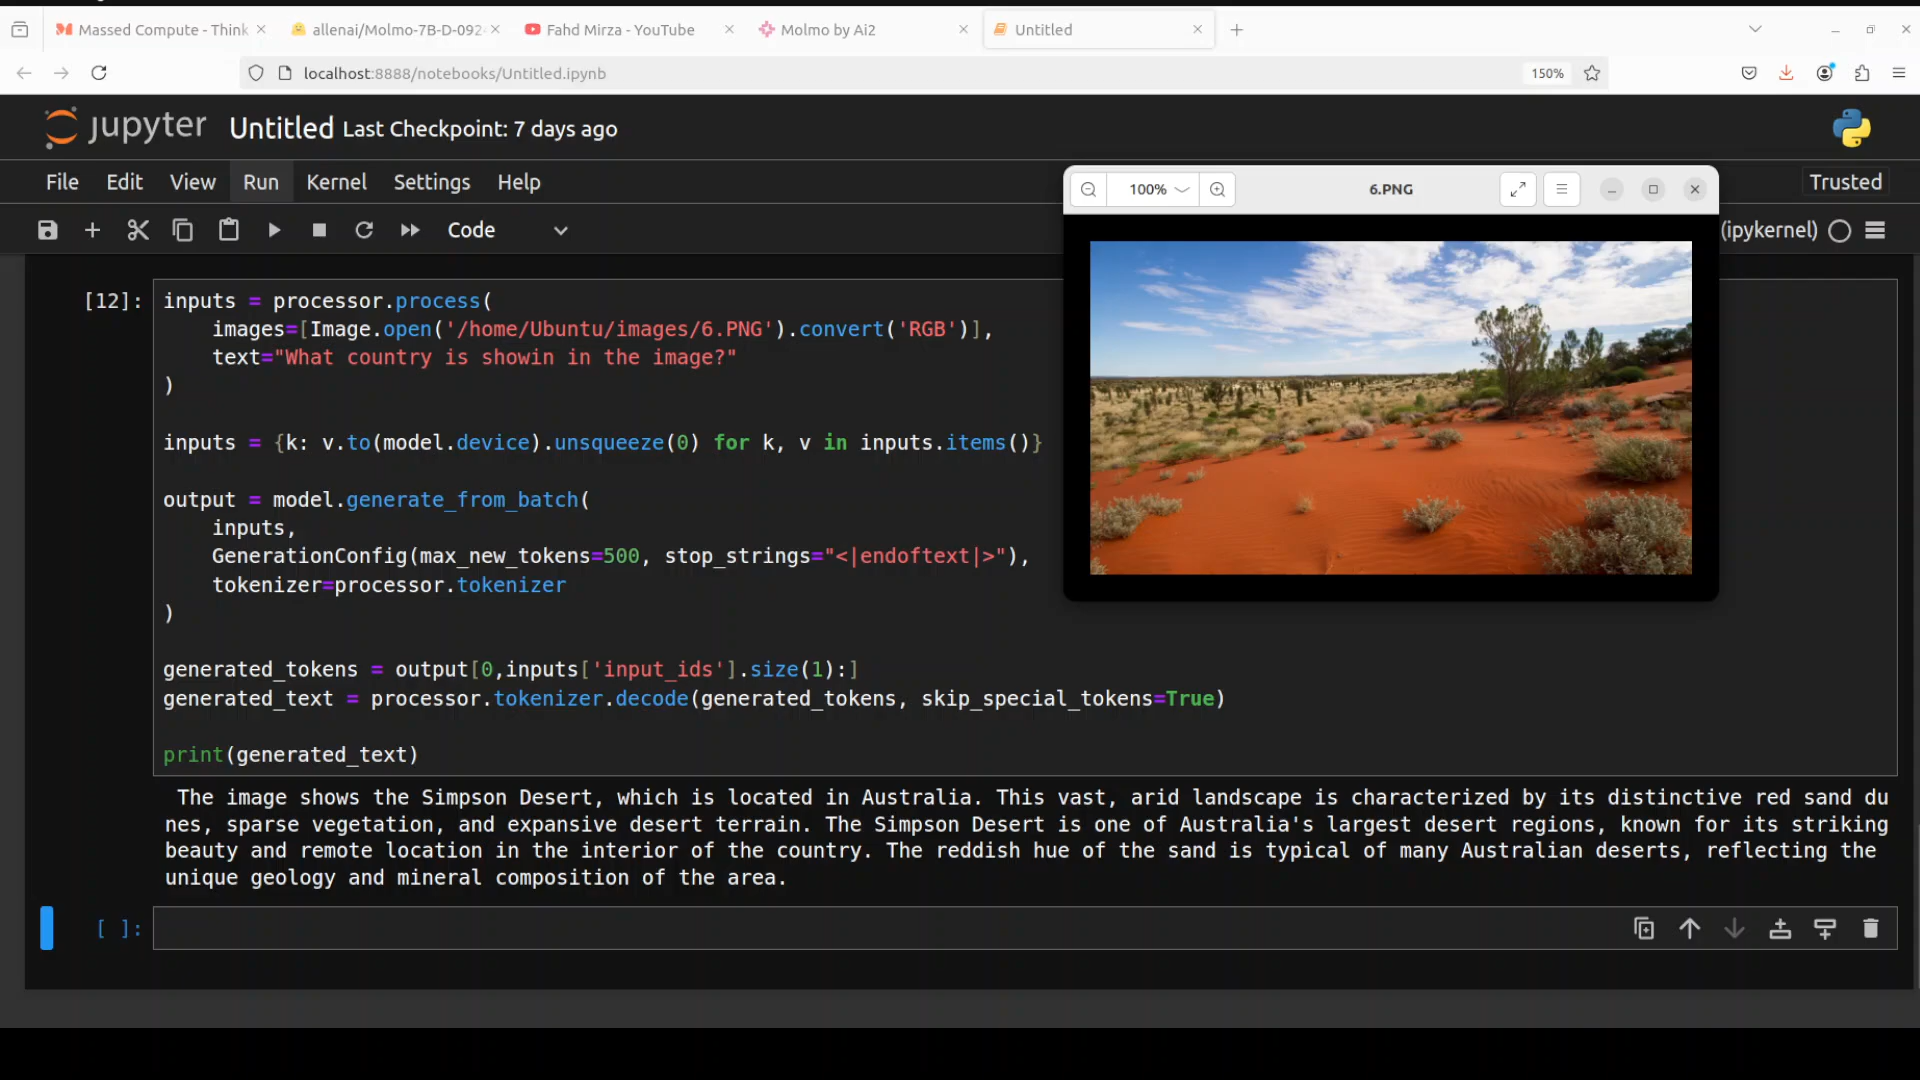 Massed Compute - Think
allenai/Molmo-7B-D-092
Fahd Mirza - YouTube
Molmo by Ai2
Untitled
localhost:8888/notebooks/Untitled.ipynb
150%
jupyter Untitled Last Checkpoint: 7 days ago
File Edit View Run Kernel Settings Help
Trusted
Code
(ipykernel)
100%
6.PNG
[12]:
inputs = processor.process(
    images=[Image.open('/home/Ubuntu/images/6.PNG').convert('RGB')],
    text="What country is showin in the image?"
)
inputs = {k: v.to(model.device).unsqueeze(0) for k, v in inputs.items()}
output = model.generate_from_batch(
    inputs,
    GenerationConfig(max_new_tokens=500, stop_strings="<|endoftext|>"),
    tokenizer=processor.tokenizer
)
generated_tokens = output[0,inputs['input_ids'].size(1):]
generated_text = processor.tokenizer.decode(generated_tokens, skip_special_tokens=True)
print(generated_text)
The image shows the Simpson Desert, which is located in Australia. This vast, arid landscape is characterized by its distinctive red sand du
nes, sparse vegetation, and expansive desert terrain. The Simpson Desert is one of Australia's largest desert regions, known for its striking
beauty and remote location in the interior of the country. The reddish hue of the sand is typical of many Australian deserts, reflecting the
unique geology and mineral composition of the area.
[ ]: